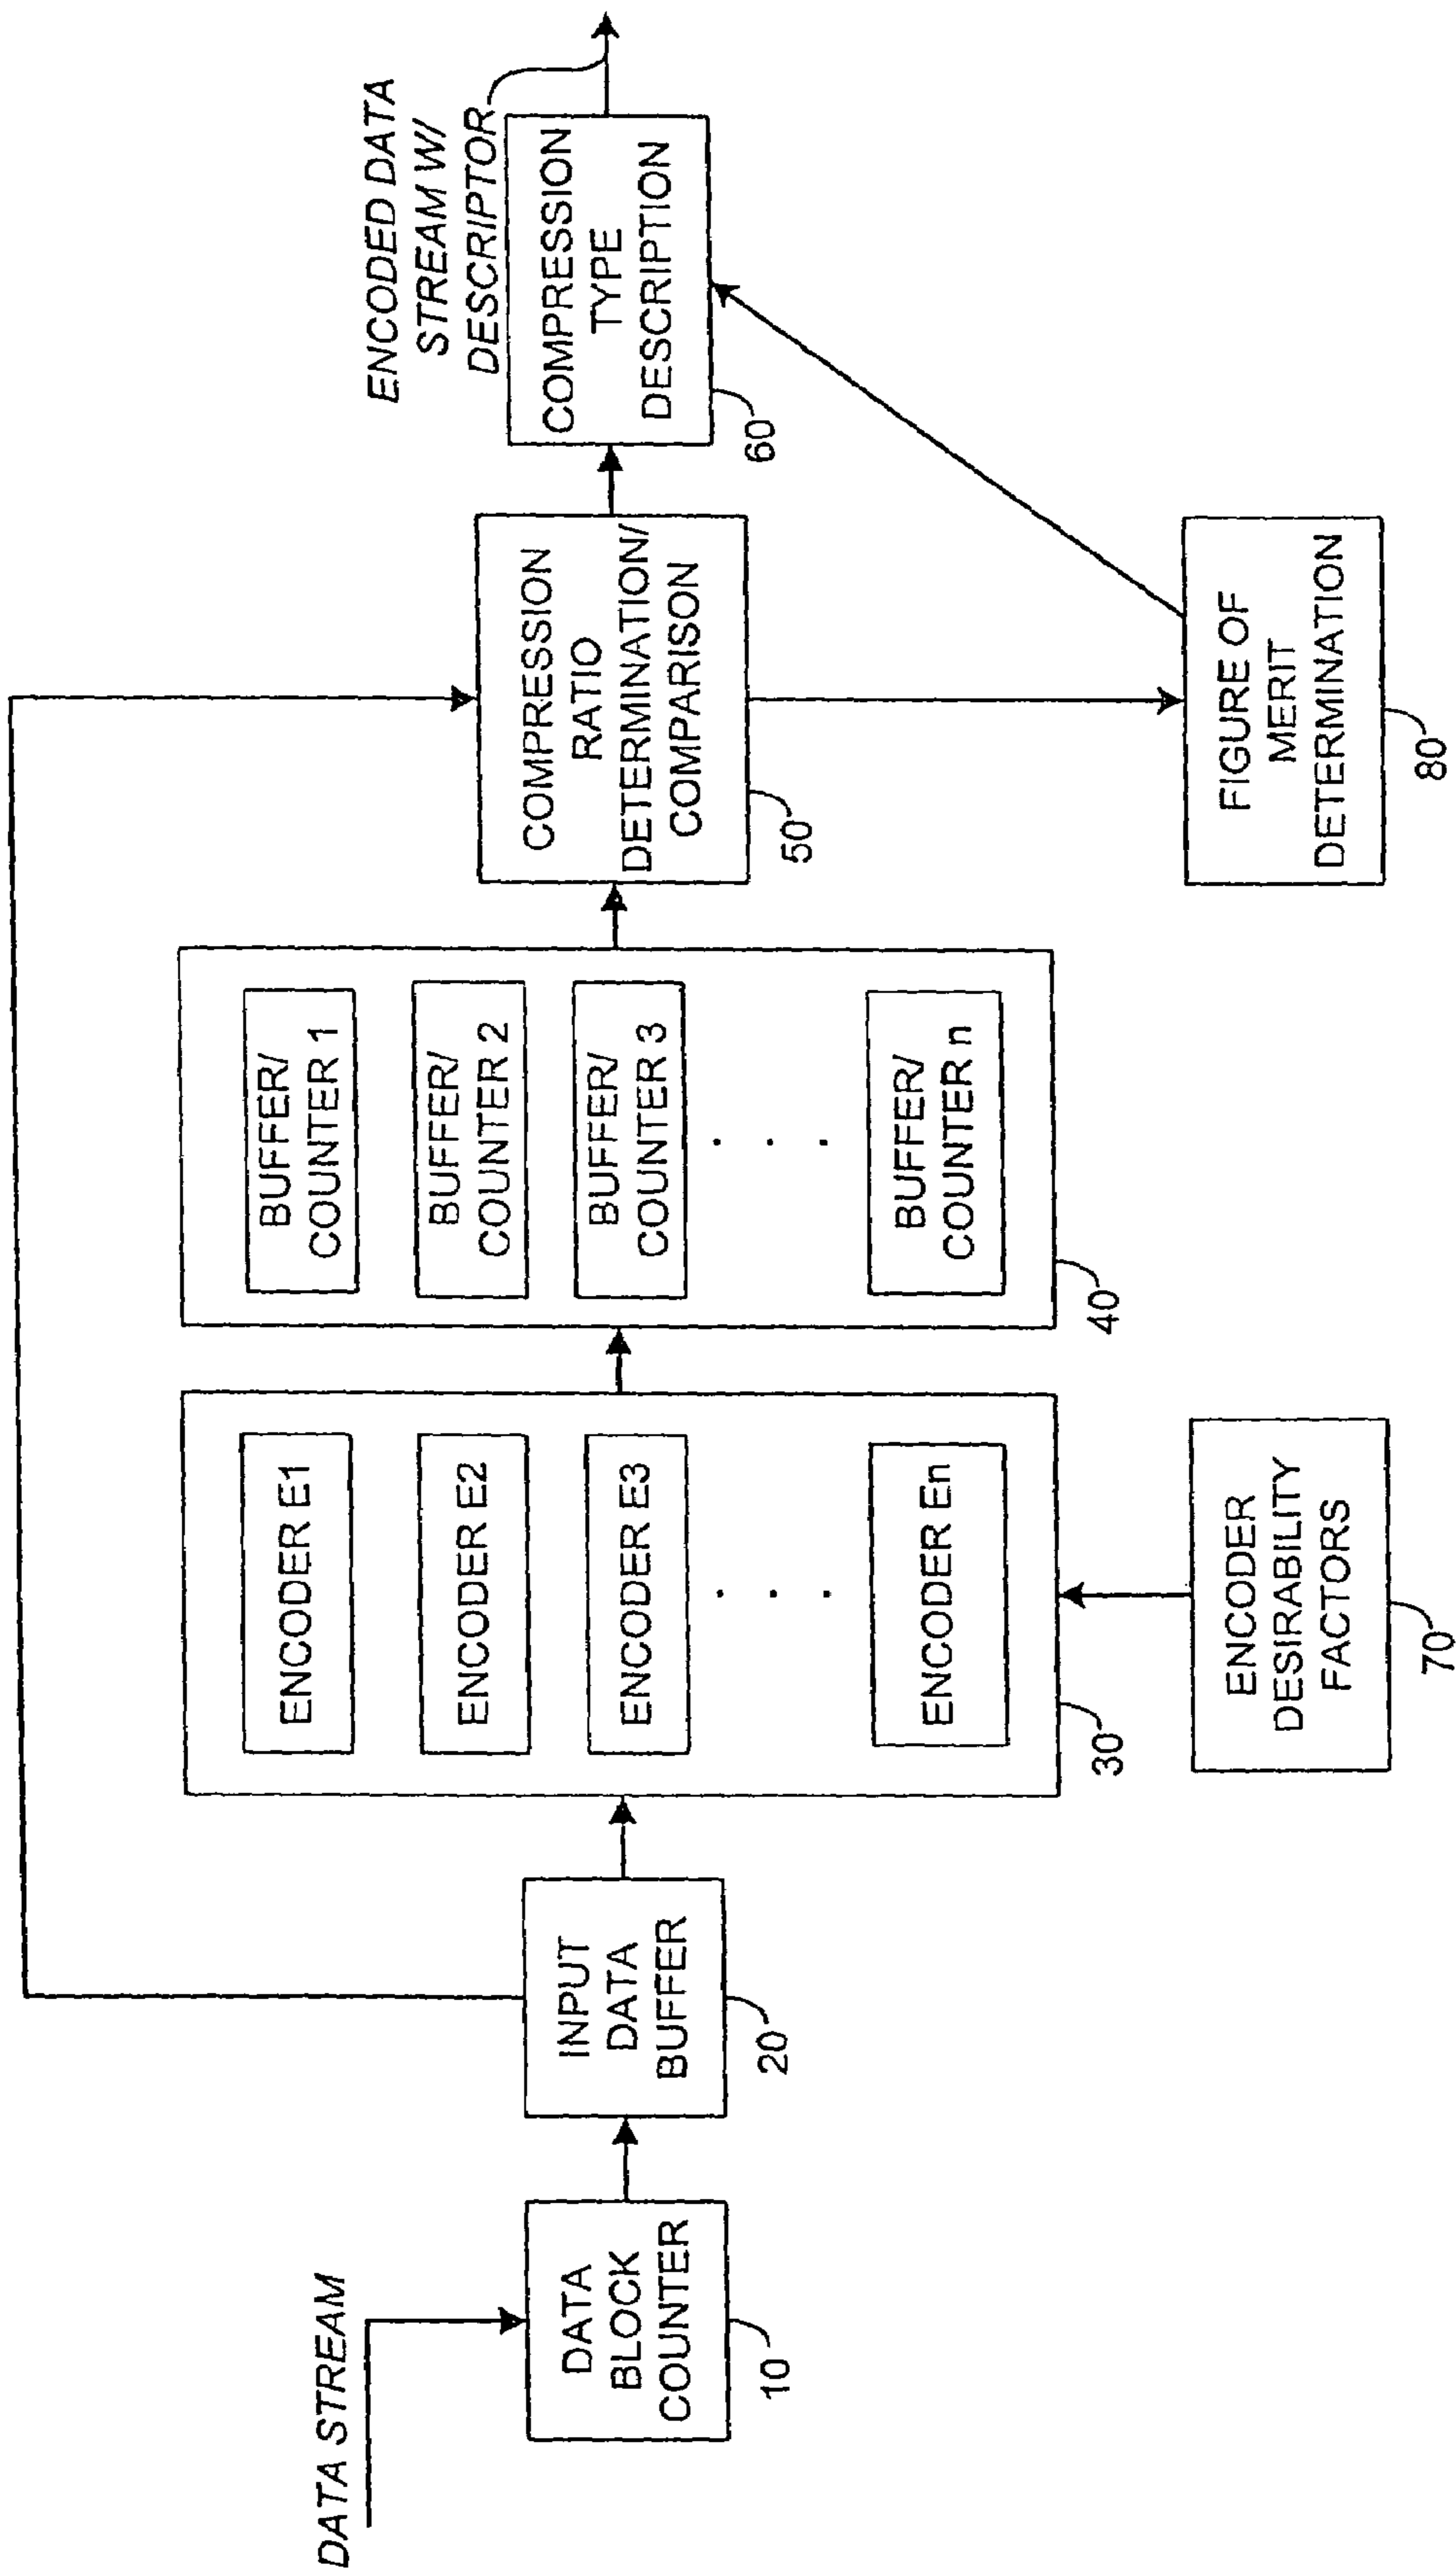 DATA STREAM
DATA
BLOCK
COUNTER
10
INPUT
DATA
BUFFER
20
ENCODER E1
ENCODER E2
ENCODER E3
. . .
ENCODER En
30
ENCODER
DESIRABILITY
FACTORS
70
BUFFER/
COUNTER 1
BUFFER/
COUNTER 2
BUFFER/
COUNTER 3
. . .
BUFFER/
COUNTER n
40
COMPRESSION
RATIO
DETERMINATION/
COMPARISON
50
FIGURE OF
MERIT
DETERMINATION
80
ENCODED DATA
STREAM W/
DESCRIPTOR
COMPRESSION
TYPE
DESCRIPTION
60